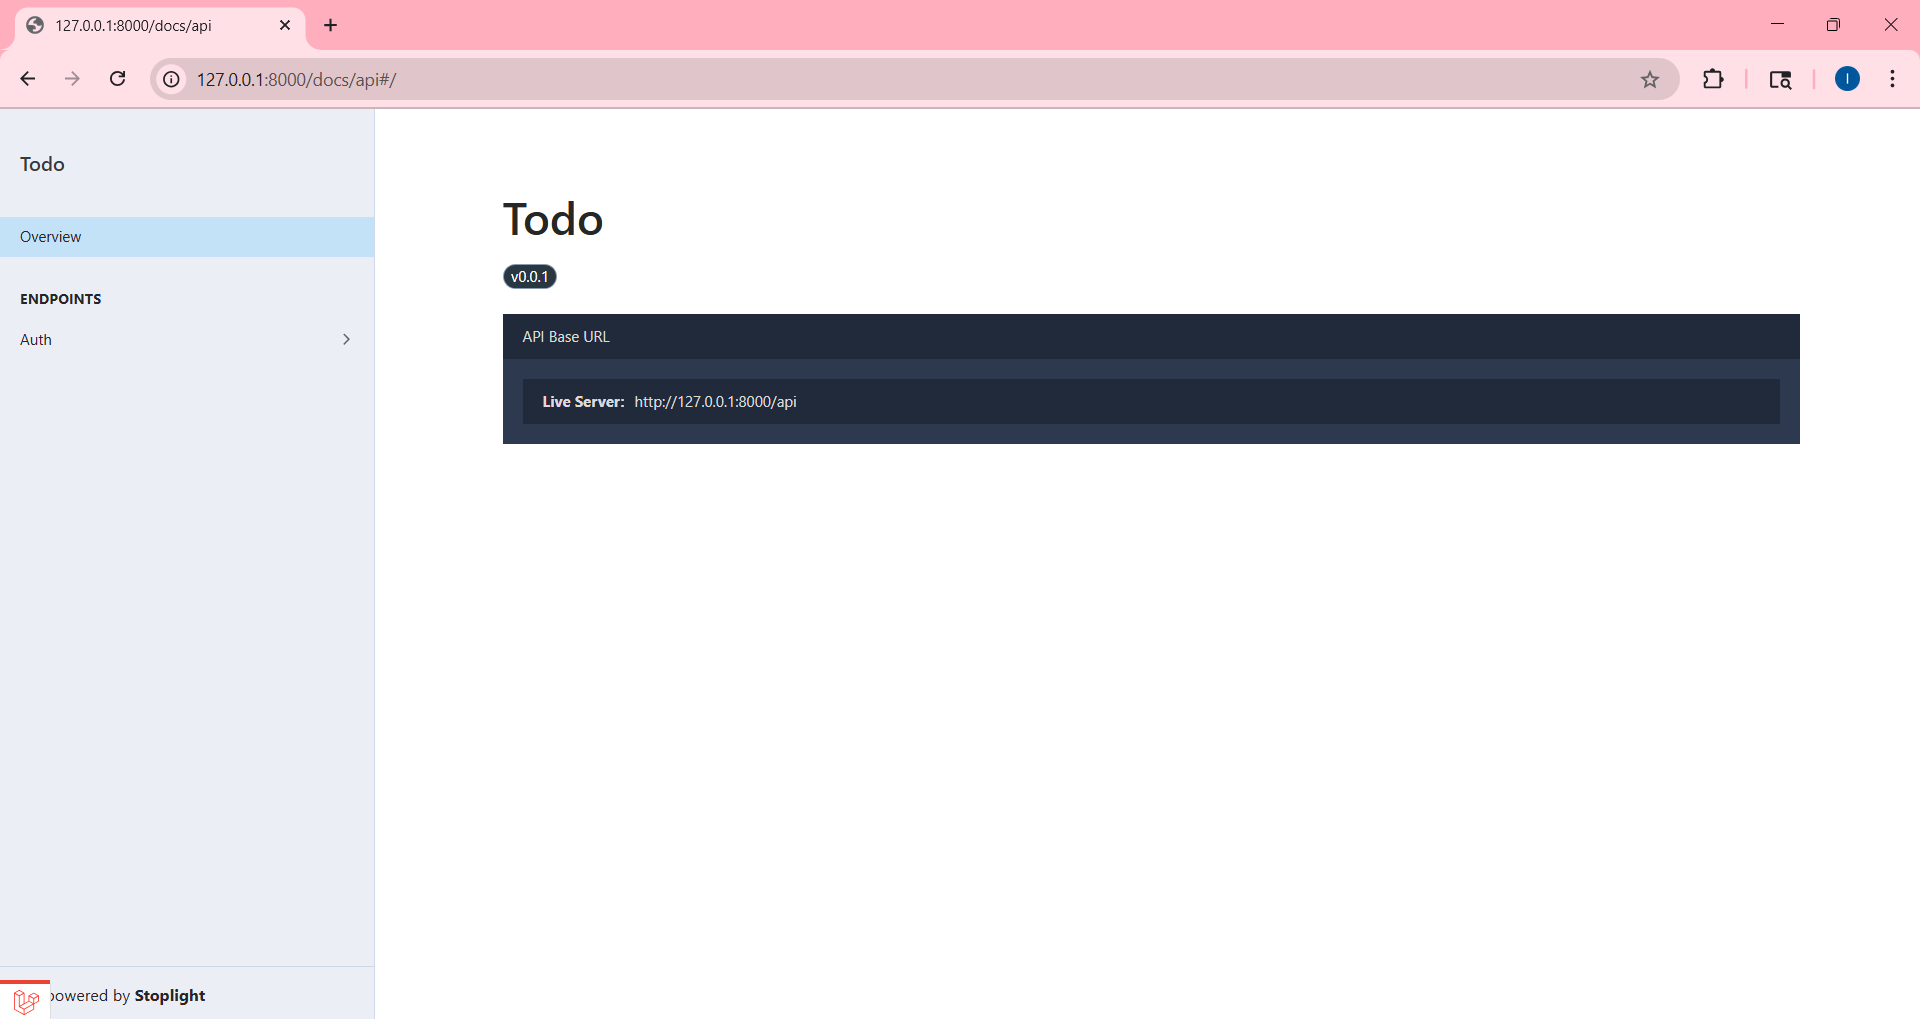 127.0.0.1:8000/docs/api
127.0.0.1:8000/docs/api#/
I
Todo
Overview
ENDPOINTS
Auth
powered by Stoplight
Todo
v0.0.1
API Base URL
Live Server: http://127.0.0.1:8000/api